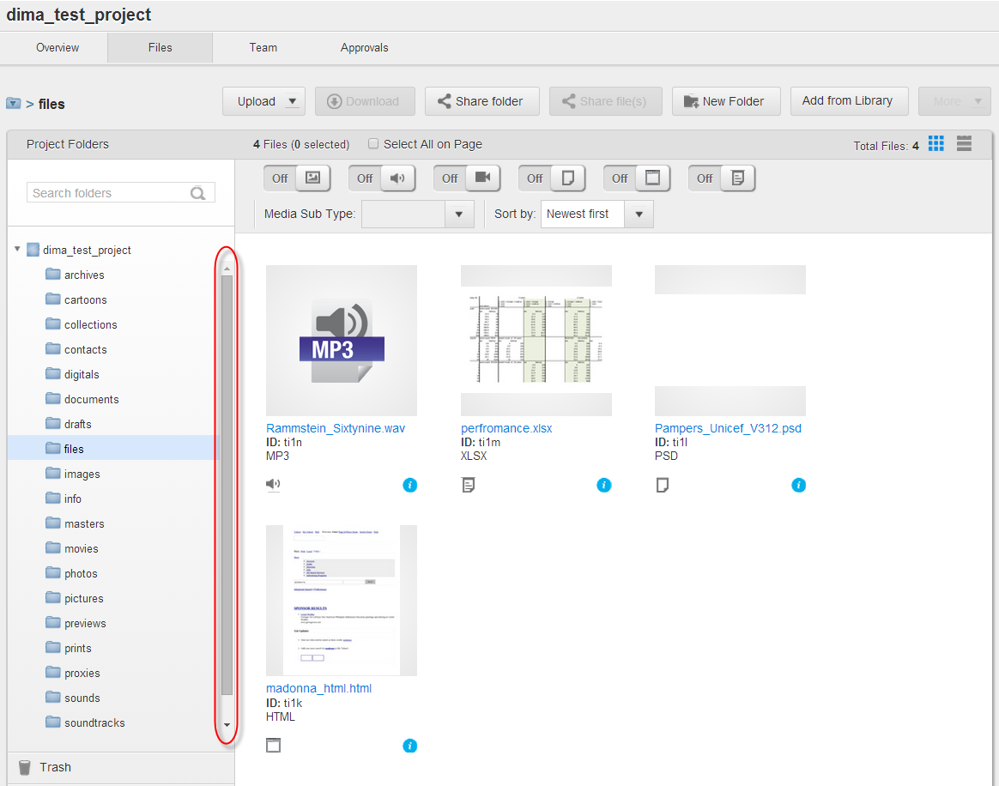 dima_test_project
Overview Files Team Approvals
> files Upload Download Share folder Share file(s) New Folder Add from Library More
Project Folders 4 Files (0 selected) Select All on Page Total Files: 4
Off Off Off Off Off Off
Search folders
Media Sub Type: Sort by: Newest first
dima_test_project
archives
cartoons
collections
contacts
digitals
documents
drafts
files
images
info
masters
movies
photos
pictures
previews
prints
proxies
sounds
soundtracks
Trash
MP3
Rammstein_Sixtynine.wav
ID: ti1n
MP3
perfromance.xlsx
ID: ti1m
XLSX
Pampers_Unicef_V312.psd
ID: ti1l
PSD
SPONSOR RESULTS
madonna_html.html
ID: ti1k
HTML